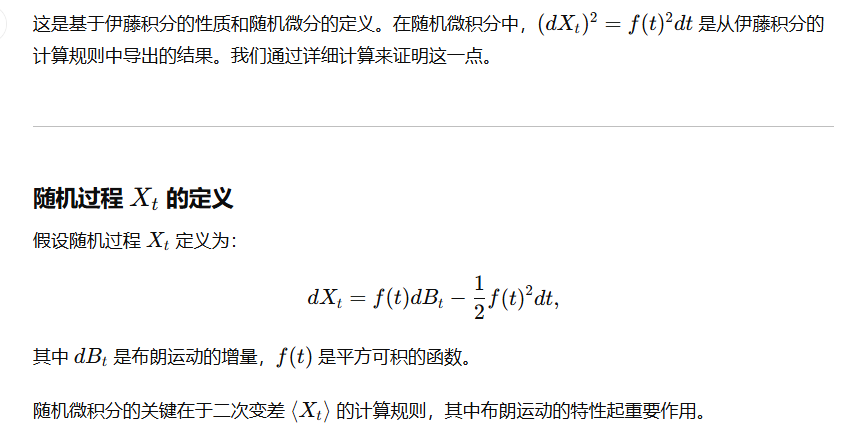 这是基于伊藤积分的性质和随机微分的定义。在随机微积分中，$(dX_t)^2 = f(t)^2 dt$ 是从伊藤积分的
计算规则中导出的结果。我们通过详细计算来证明这一点。
随机过程 $X_t$ 的定义
假设随机过程 $X_t$ 定义为：
$dX_t = f(t)dB_t - \frac{1}{2}f(t)^2 dt,$
其中 $dB_t$ 是布朗运动的增量，$f(t)$ 是平方可积的函数。
随机微积分的关键在于二次变差 $\langle X_t \rangle$ 的计算规则，其中布朗运动的特性起重要作用。